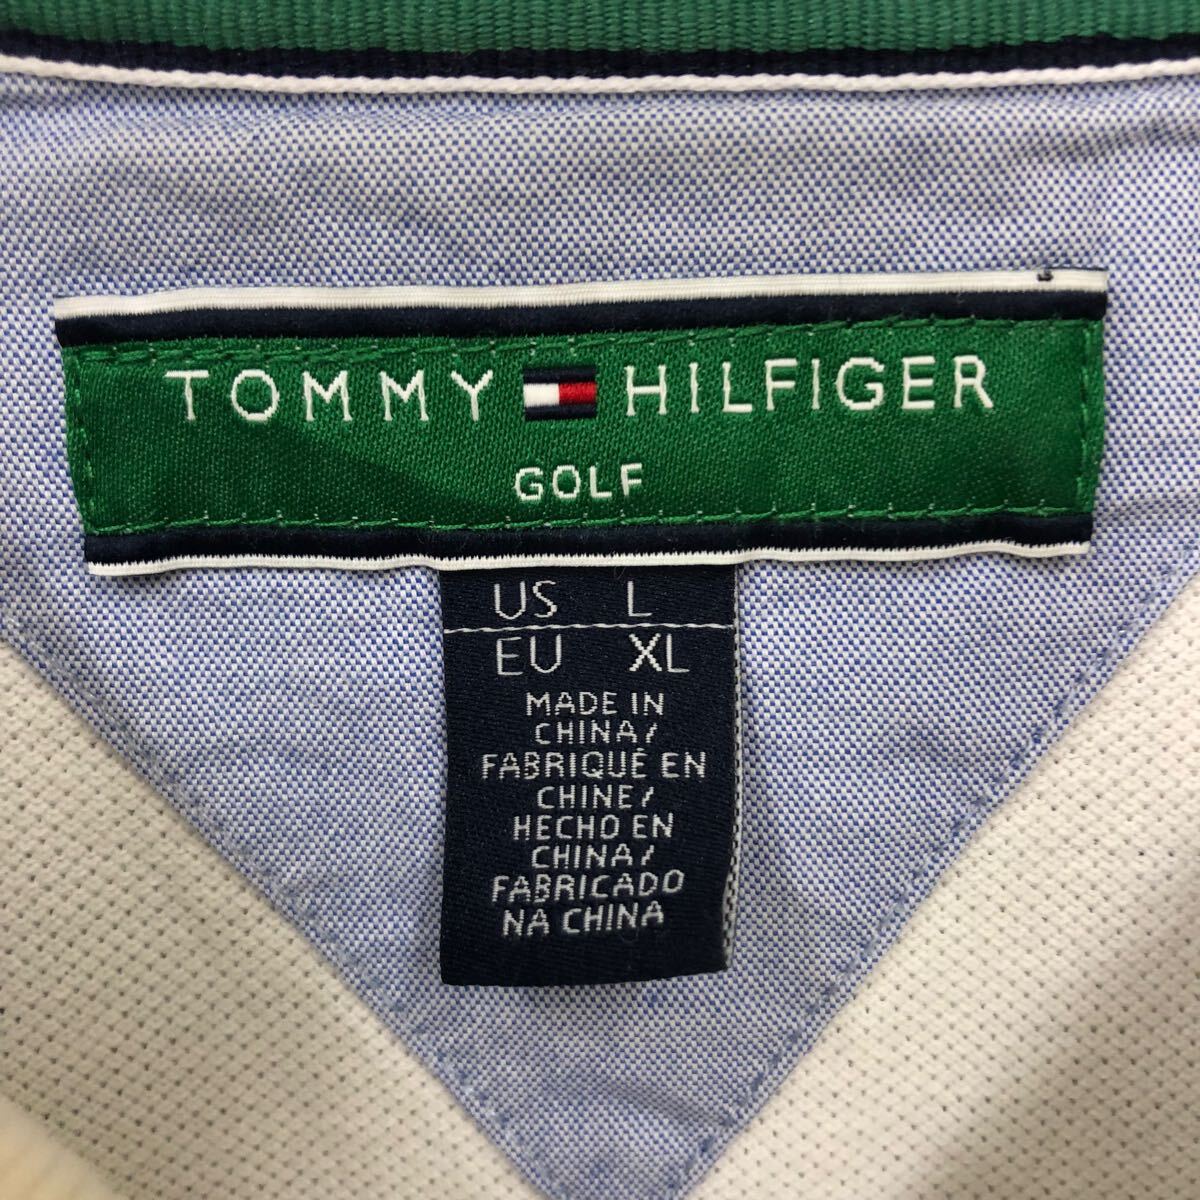 TOMMY HILFIGER
GOLF
US L
EU XL
MADE IN
CHINA/
FABRIQUÉ EN
CHINE/
HECHO EN
CHINA/
FABRICADO
NA CHINA